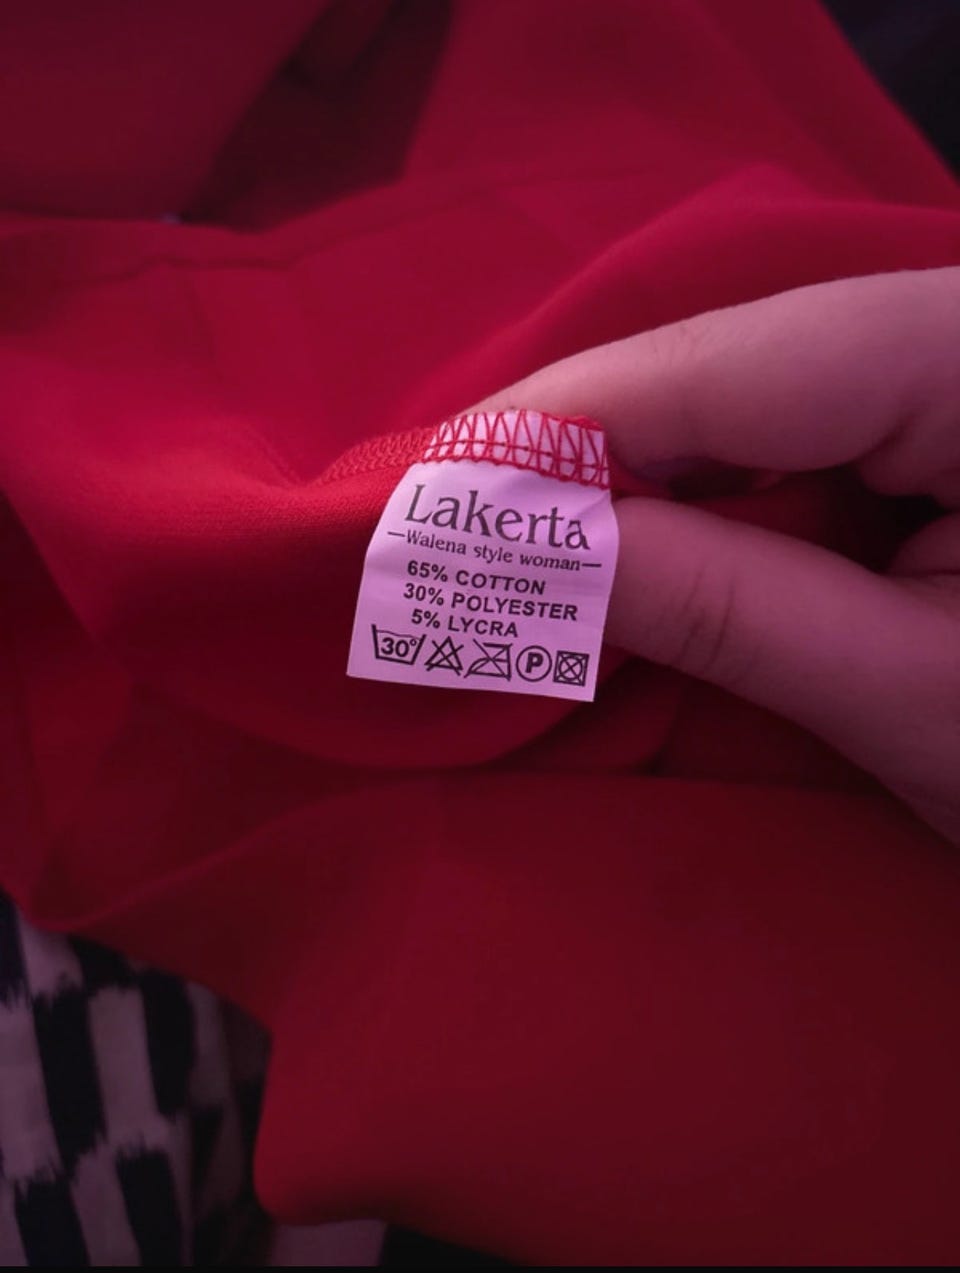 Lakerta
—Walena style woman—
65% COTTON
30% POLYESTER
5% LYCRA
30° P